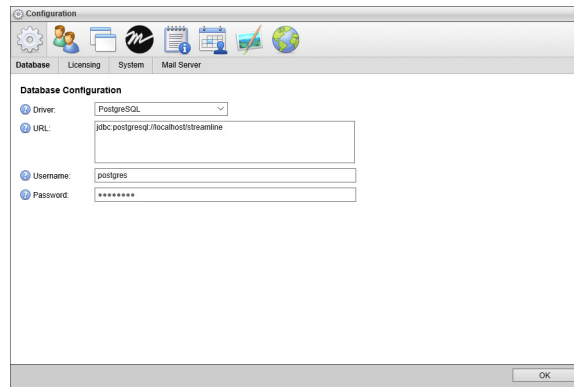 Configuration
Database Licensing System Mail Server
Database Configuration
Driver: PostgreSQL
URL: jdbc:postgresql://localhost/streamline
Username: postgres
Password: ●●●●●●●●
OK